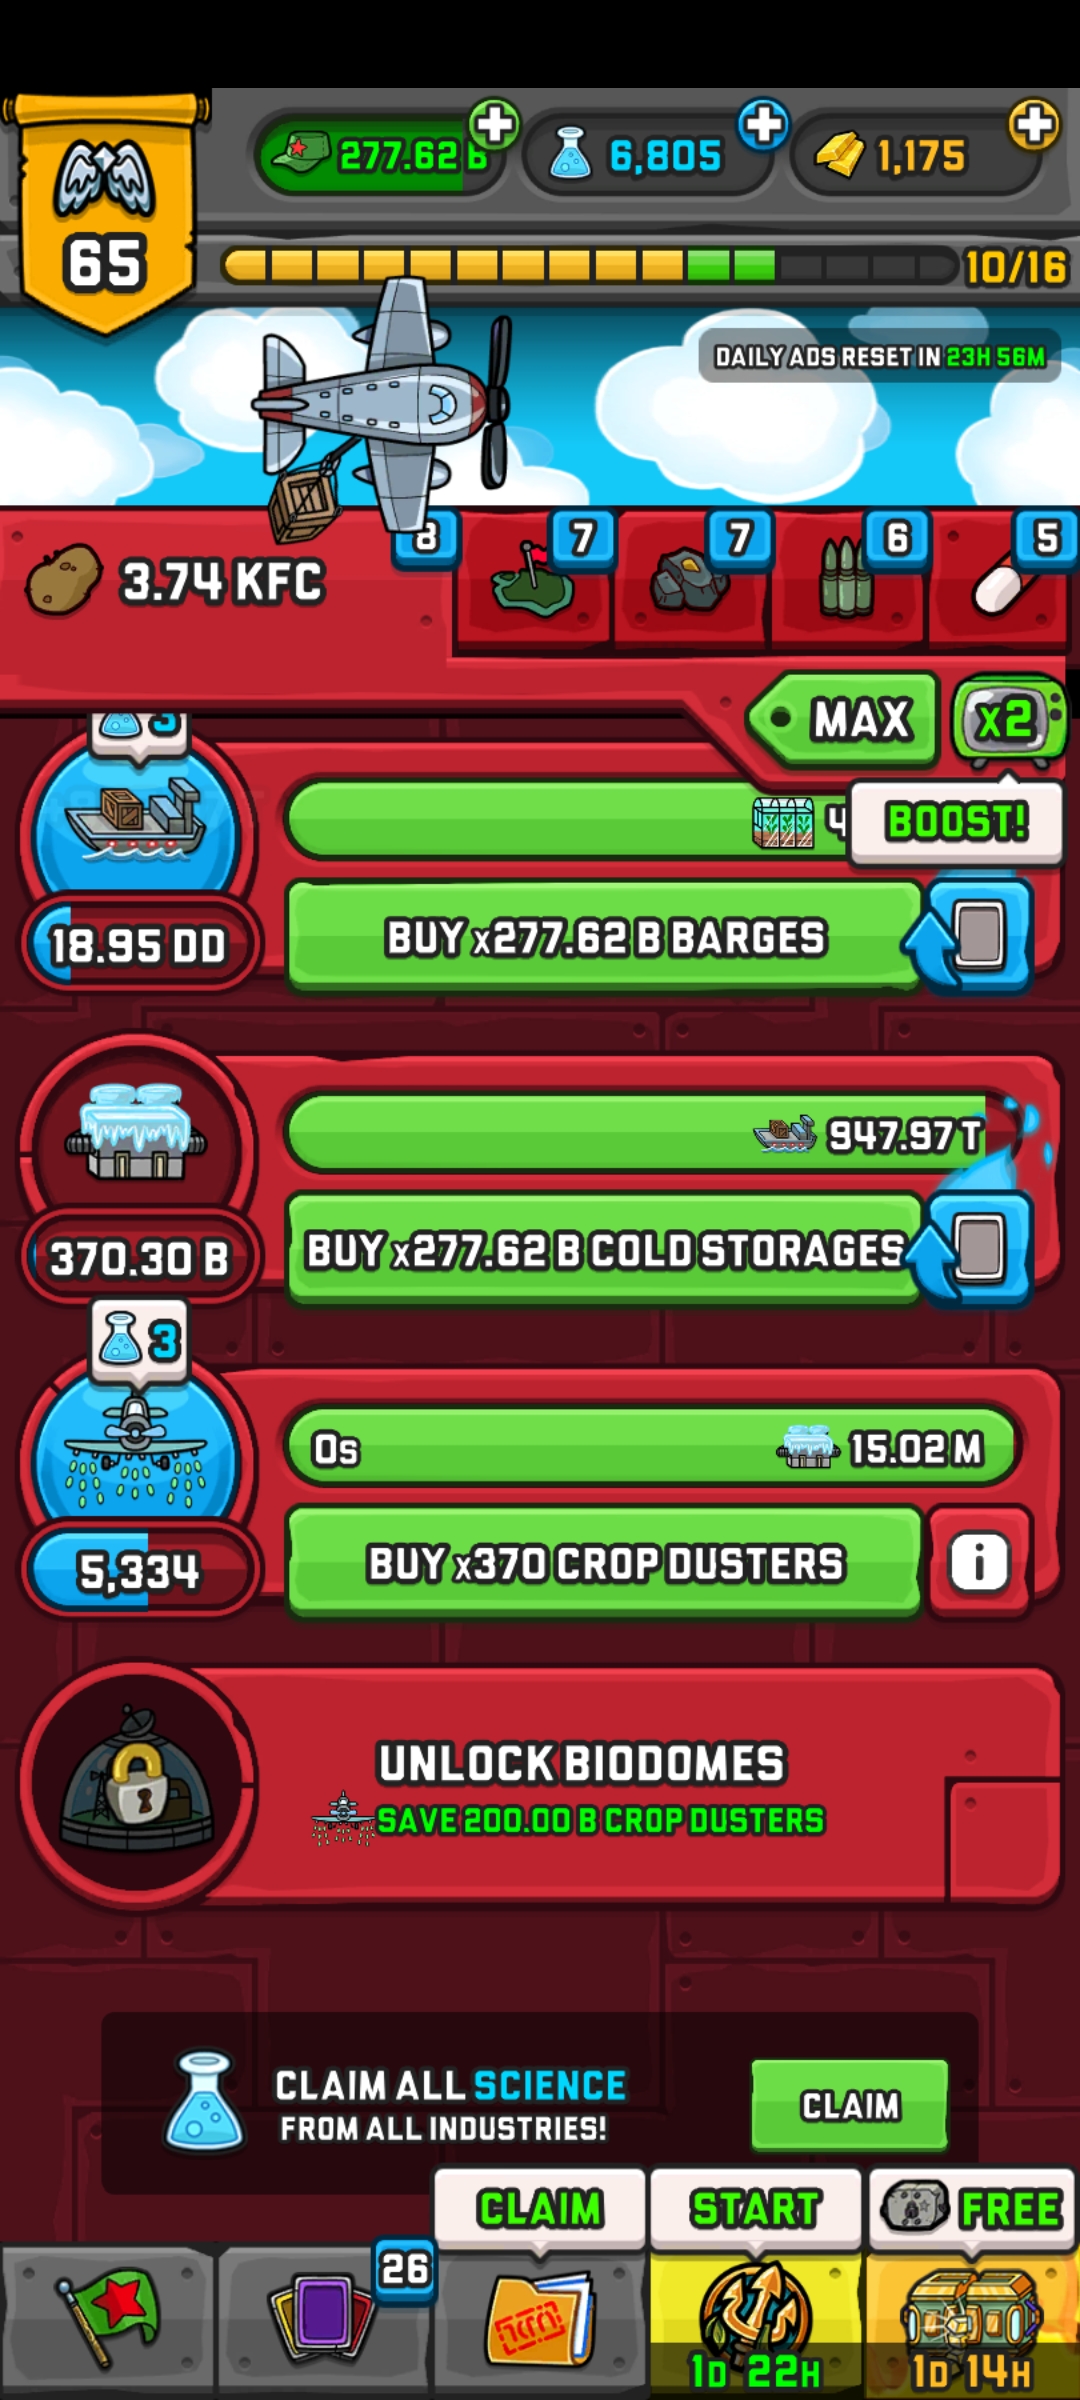 277.62 B
6,805
1,175
65
10/16
DAILY ADS RESET IN 23H 56M
3.74 KFC
8
7
7
6
5
MAX
x2
3
4
BOOST!
18.95 DD
BUY x277.62 B BARGES
947.97 T
370.30 B
BUY x277.62 B COLD STORAGES
3
0s
15.02 M
5,334
BUY x370 CROP DUSTERS
i
UNLOCK BIODOMES
SAVE 200.00 B CROP DUSTERS
CLAIM ALL SCIENCE
FROM ALL INDUSTRIES!
CLAIM
CLAIM
START
FREE
26
1D 22H
1D 14H